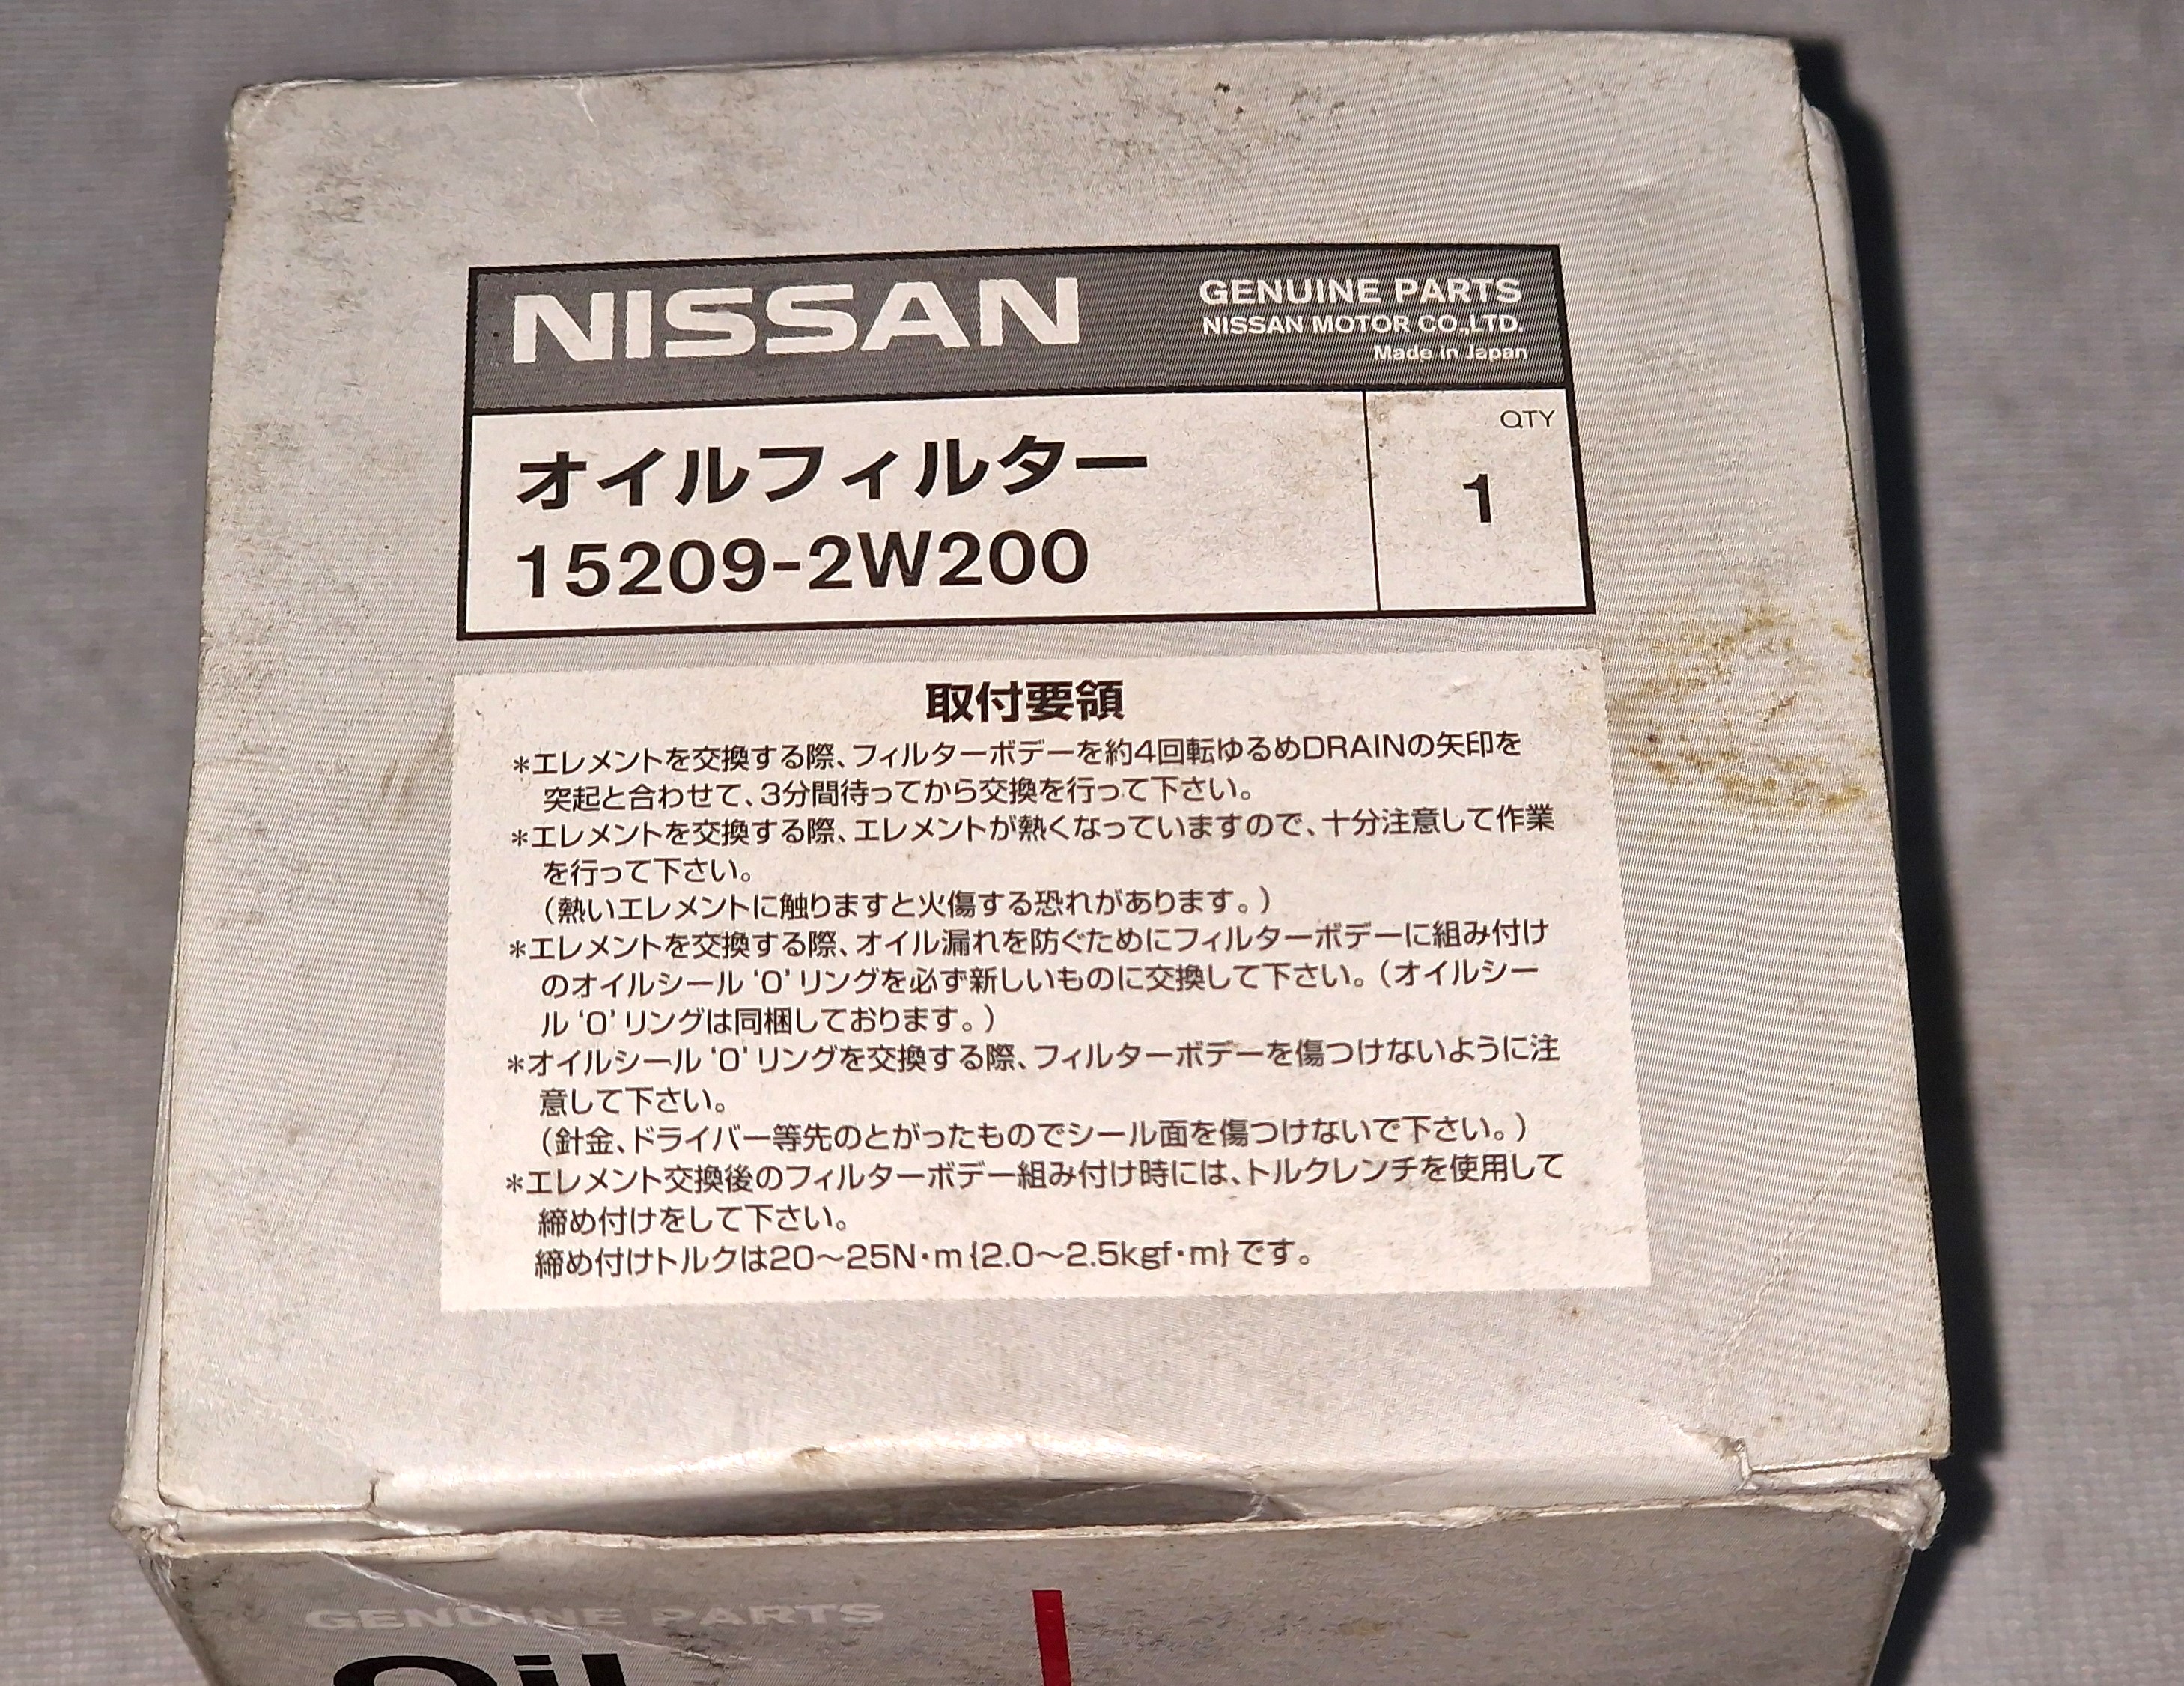 NISSAN
GENUINE PARTS
NISSAN MOTOR CO.,LTD.
Made in Japan
オイルフィルター
15209-2W200
QTY
1
取付要領
*エレメントを交換する際、フィルターボデーを約4回転ゆるめDRAINの矢印を
突起と合わせて、3分間待ってから交換を行って下さい。
*エレメントを交換する際、エレメントが熱くなっていますので、十分注意して作業
を行って下さい。
(熱いエレメントに触りますと火傷する恐れがあります。)
*エレメントを交換する際、オイル漏れを防ぐためにフィルターボデーに組み付け
のオイルシール‘O’リングを必ず新しいものに交換して下さい。(オイルシー
ル‘O’リングは同梱しております。)
*オイルシール‘O’リングを交換する際、フィルターボデーを傷つけないように注
意して下さい。
(針金、ドライバー等先のとがったものでシール面を傷つけないで下さい。)
*エレメント交換後のフィルターボデー組み付け時には、トルクレンチを使用して
締め付けをして下さい。
締め付けトルクは20~25N・m{2.0~2.5kgf・m}です。
GENUINE PARTS
Oil